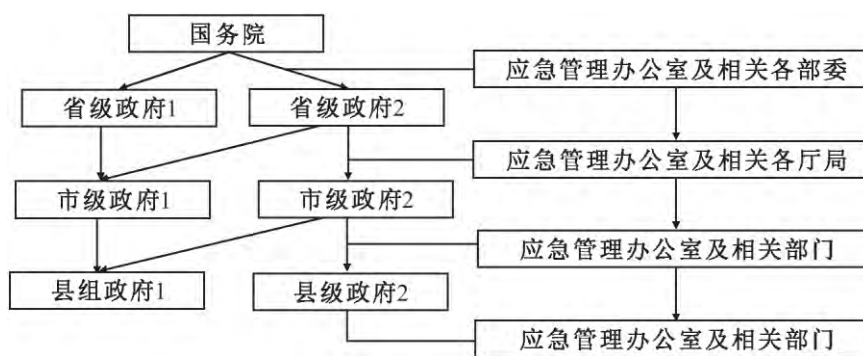 国务院
应急管理办公室及相关各部委
省级政府1
省级政府2
应急管理办公室及相关各厅局
市级政府1
市级政府2
应急管理办公室及相关部门
县组政府1
县级政府2
应急管理办公室及相关部门